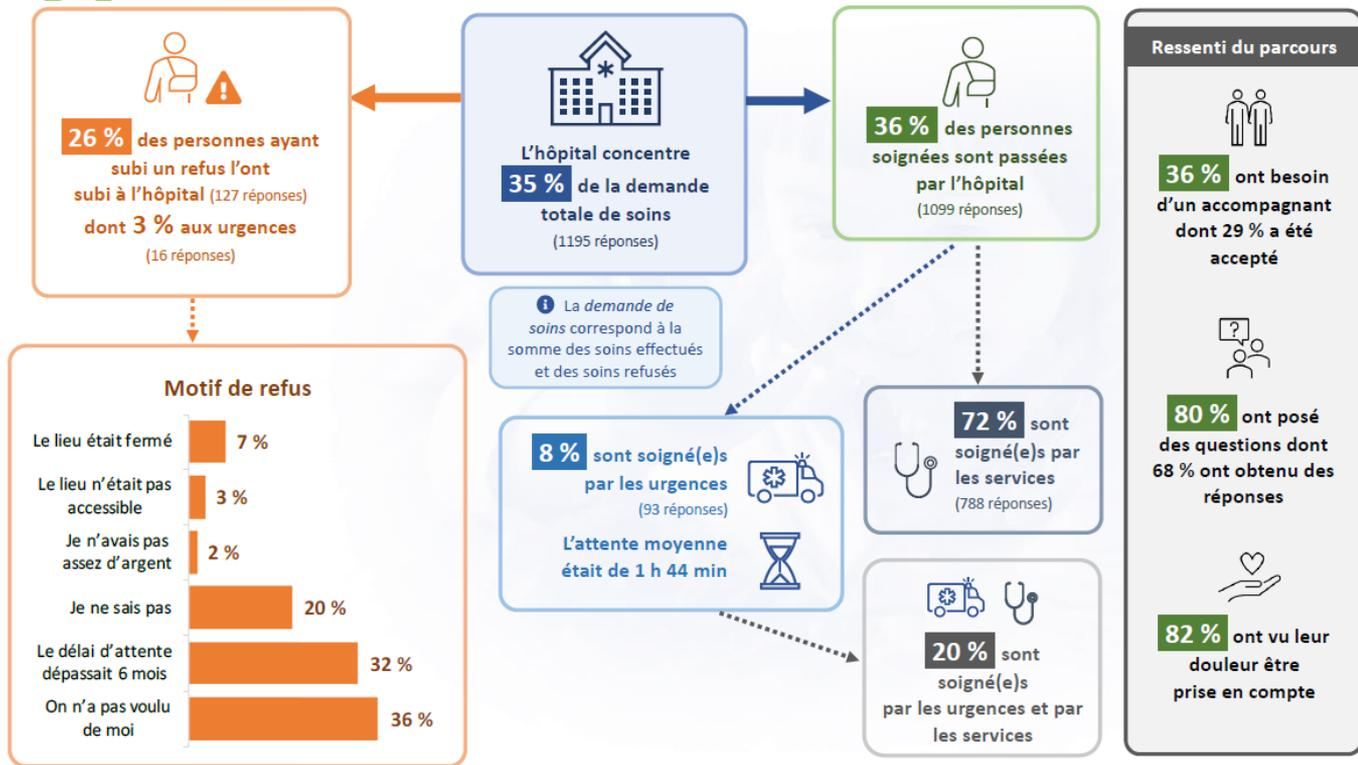 26 % des personnes ayant
subi un refus l’ont
subi à l’hôpital (127 réponses)
dont 3 % aux urgences
(16 réponses)
L’hôpital concentre
35 % de la demande
totale de soins
(1195 réponses)
La demande de
soins correspond à la
somme des soins effectués
et des soins refusés
36 % des personnes
soignées sont passées
par l’hôpital
(1099 réponses)
Motif de refus
Le lieu était fermé
7 %
Le lieu n’était pas
accessible
3 %
Je n’avais pas
assez d’argent
2 %
Je ne sais pas
20 %
Le délai d’attente
dépassait 6 mois
32 %
On n’a pas voulu
de moi
36 %
8 % sont soigné(e)s
par les urgences
(93 réponses)
L’attente moyenne
était de 1 h 44 min
72 % sont
soigné(e)s par
les services
(788 réponses)
20 % sont
soigné(e)s
par les urgences et par
les services
Ressenti du parcours
36 % ont besoin
d’un accompagnant
dont 29 % a été
accepté
?
80 % ont posé
des questions dont
68 % ont obtenu des
réponses
82 % ont vu leur
douleur être
prise en compte